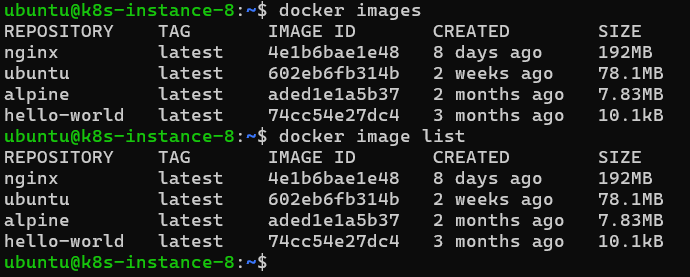 ubuntu@k8s-instance-8:~$ docker images
REPOSITORY    TAG       IMAGE ID       CREATED        SIZE
nginx         latest    4e1b6bae1e48   8 days ago     192MB
ubuntu        latest    602eb6fb314b   2 weeks ago    78.1MB
alpine        latest    aded1e1a5b37   2 months ago   7.83MB
hello-world   latest    74cc54e27dc4   3 months ago   10.1kB
ubuntu@k8s-instance-8:~$ docker image list
REPOSITORY    TAG       IMAGE ID       CREATED        SIZE
nginx         latest    4e1b6bae1e48   8 days ago     192MB
ubuntu        latest    602eb6fb314b   2 weeks ago    78.1MB
alpine        latest    aded1e1a5b37   2 months ago   7.83MB
hello-world   latest    74cc54e27dc4   3 months ago   10.1kB
ubuntu@k8s-instance-8:~$